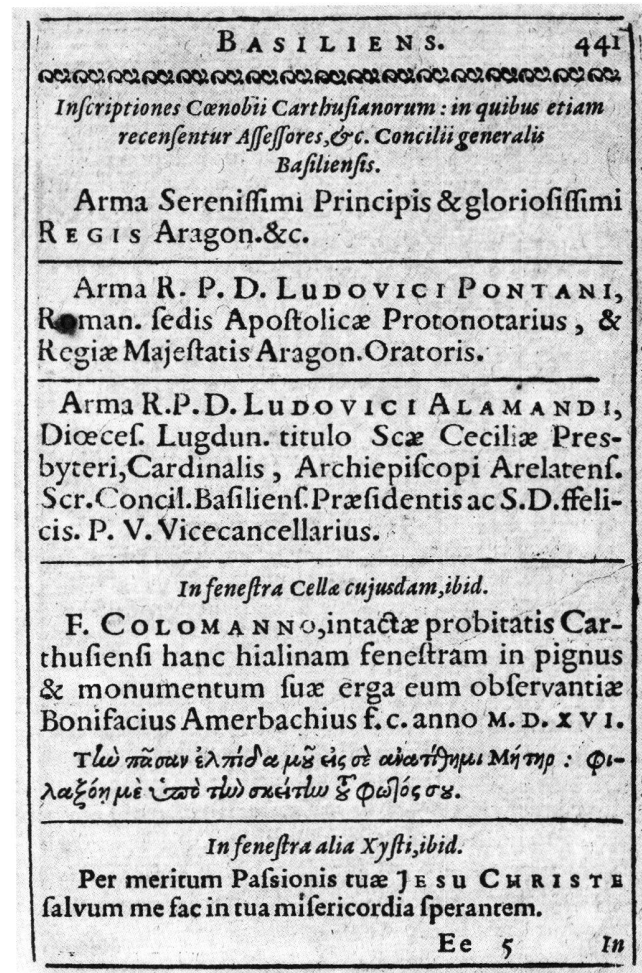 BASILIENS. 441
Inſcriptiones Cœnobii Carthuſianorum : in quibus etiam
recenſentur Aſſeſſores, &c. Concilii generalis
Baſilienſis.
Arma Sereniſſimi Principis & glorioſiſſimi
REGIS Aragon. &c.
Arma R. P. D. LUDOVICI PONTANI,
Roman. ſedis Apoſtolicæ Protonotarius, &
Regiæ Majeſtatis Aragon. Oratoris.
Arma R. P. D. LUDOVICI ALAMANDI,
Diœceſ. Lugdun. titulo Scæ Ceciliæ Pres-
byteri, Cardinalis, Archiepiſcopi Arelatenſ.
Scr. Concil. Baſilienſ. Præſidentis ac S. D. ffeli-
cis. P. V. Vicecancellarius.
In feneſtra Cellæ cujusdam, ibid.
F. COLOMANNO, intactæ probitatis Car-
thuſienſi hanc hialinam feneſtram in pignus
& monumentum ſuæ erga eum obſervantiæ
Bonifacius Amerbachius f. c. anno M. D. XVI.
Τὴν πᾶσαν ἐλπίδα μοῦ εἰς σὲ ἀνατίθημι Μήτηρ : φι-
λαξόη μὲ ὑπὸ τὴν σκέπην τοῦ φωτός σου.
In feneſtra alia Xyſti, ibid.
Per meritum Paſsionis tuæ JESU CHRISTE
ſalvum me fac in tua miſericordia ſperantem.
Ee 5 In